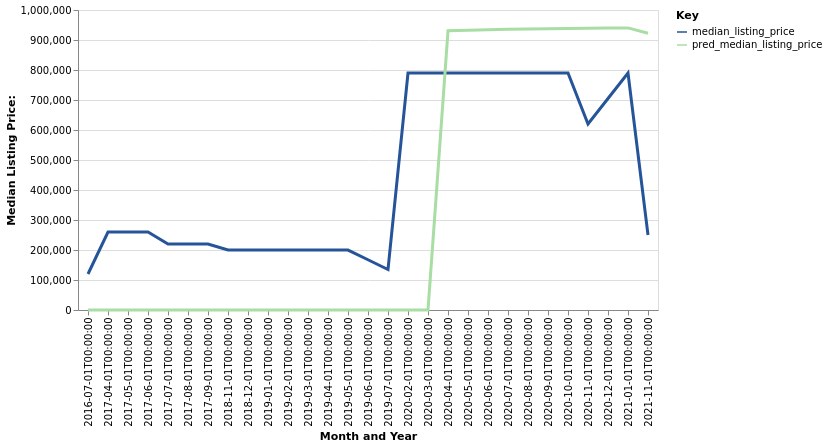 1,000,000
900,000
800,000
700,000
600,000
500,000
400,000
300,000
200,000
100,000
0
Median Listing Price:
2016-07-01T00:00:00
2017-04-01T00:00:00
2017-05-01T00:00:00
2017-06-01T00:00:00
2017-07-01T00:00:00
2017-08-01T00:00:00
2017-09-01T00:00:00
2018-11-01T00:00:00
2018-12-01T00:00:00
2019-01-01T00:00:00
2019-02-01T00:00:00
2019-03-01T00:00:00
2019-04-01T00:00:00
2019-05-01T00:00:00
2019-06-01T00:00:00
2019-07-01T00:00:00
2020-02-01T00:00:00
2020-03-01T00:00:00
2020-04-01T00:00:00
2020-05-01T00:00:00
2020-06-01T00:00:00
2020-07-01T00:00:00
2020-08-01T00:00:00
2020-09-01T00:00:00
2020-10-01T00:00:00
2020-11-01T00:00:00
2020-12-01T00:00:00
2021-01-01T00:00:00
2021-11-01T00:00:00
Month and Year
Key
median_listing_price
pred_median_listing_price